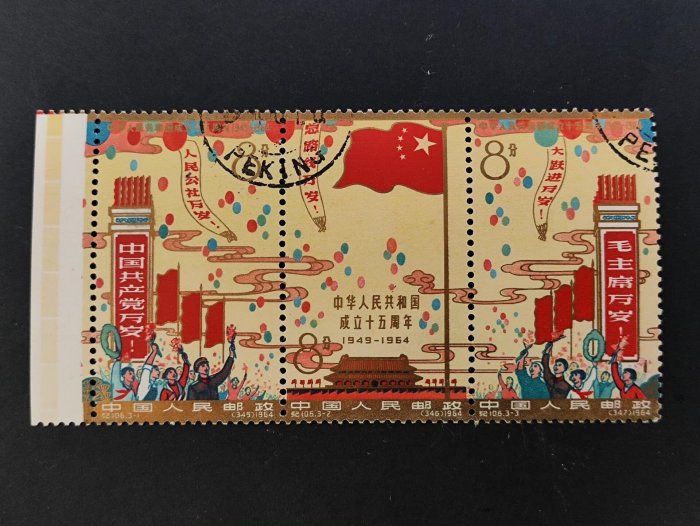 PEKING
8分
人民公社万岁！
中国共产党万岁！
中国人民邮政
纪106.3-1
(345)1964
总路线万岁！
中华人民共和国
成立十五周年
1949-1964
8分
中国人民邮政
纪106.3-2
(346)1964
8分
大跃进万岁！
毛主席万岁！
中国人民邮政
纪106.3-3
(347)1964